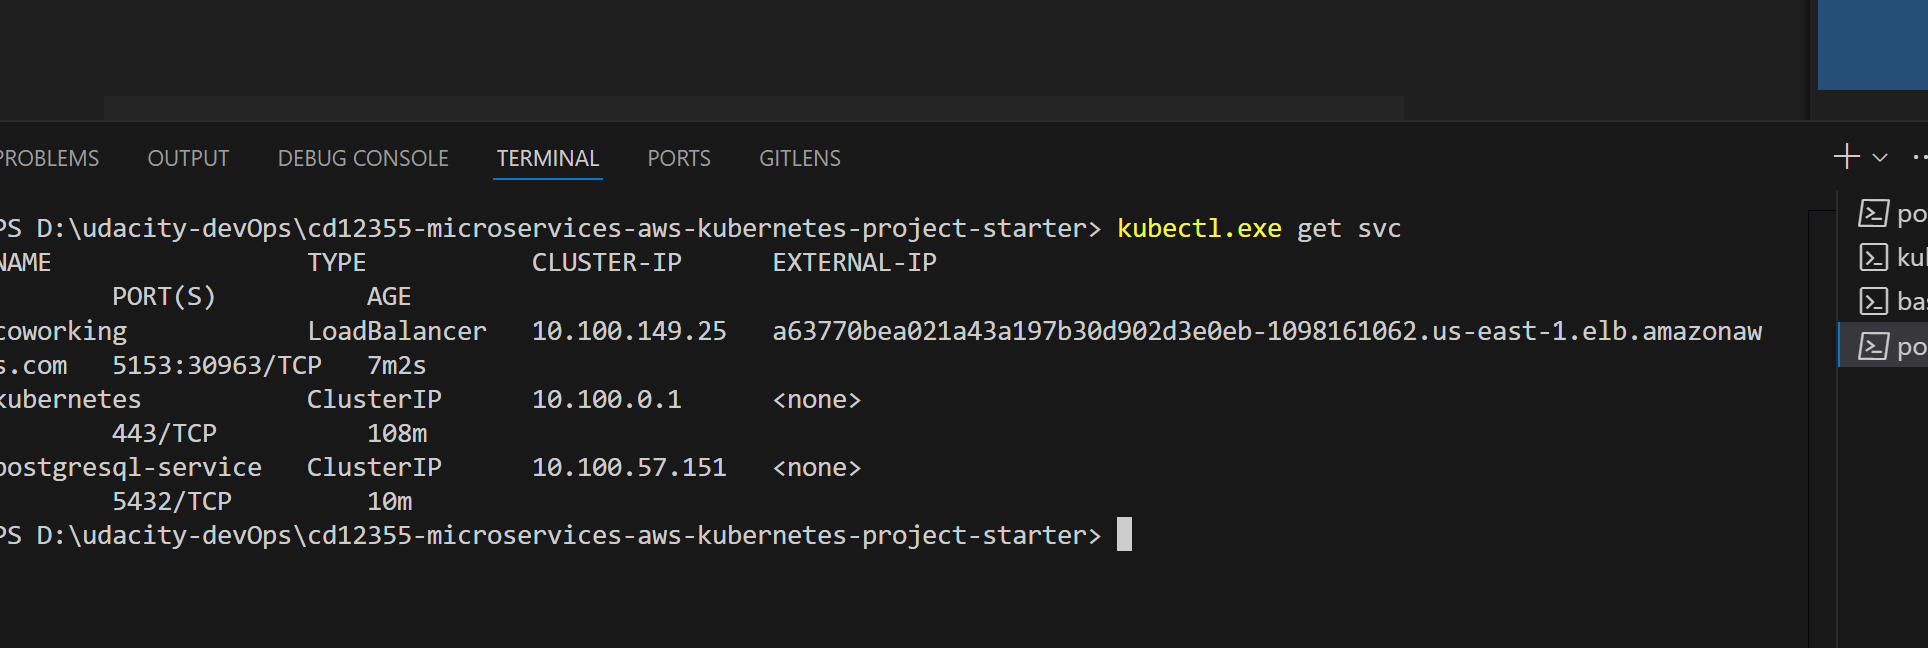 PROBLEMS OUTPUT DEBUG CONSOLE TERMINAL PORTS GITLENS
PS D:\udacity-devOps\cd12355-microservices-aws-kubernetes-project-starter> kubectl.exe get svc
NAME TYPE CLUSTER-IP EXTERNAL-IP
PORT(S) AGE
coworking LoadBalancer 10.100.149.25 a63770bea021a43a197b30d902d3e0eb-1098161062.us-east-1.elb.amazonaw
s.com 5153:30963/TCP 7m2s
kubernetes ClusterIP 10.100.0.1 <none>
443/TCP 108m
postgresql-service ClusterIP 10.100.57.151 <none>
5432/TCP 10m
PS D:\udacity-devOps\cd12355-microservices-aws-kubernetes-project-starter>
po
ku
bas
po